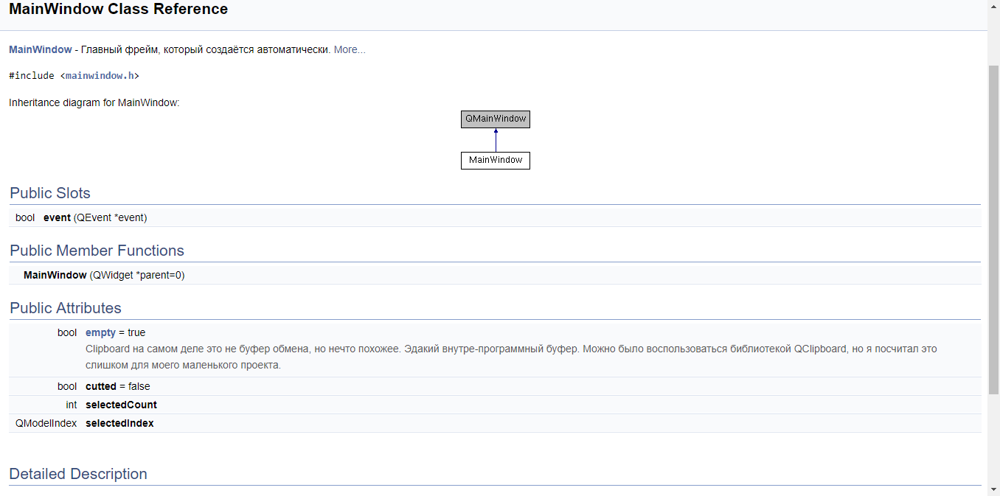 MainWindow Class Reference
MainWindow - Главный фрейм, который создаётся автоматически. More...
#include <mainwindow.h>
Inheritance diagram for MainWindow:
QMainWindow
MainWindow
Public Slots
bool event (QEvent *event)
Public Member Functions
MainWindow (QWidget *parent=0)
Public Attributes
bool empty = true
Clipboard на самом деле это не буфер обмена, но нечто похожее. Эдакий внутре-программный буфер. Можно было воспользоваться библиотекой QClipboard, но я посчитал это
слишком для моего маленького проекта.
bool cutted = false
int selectedCount
QModelIndex selectedIndex
Detailed Description